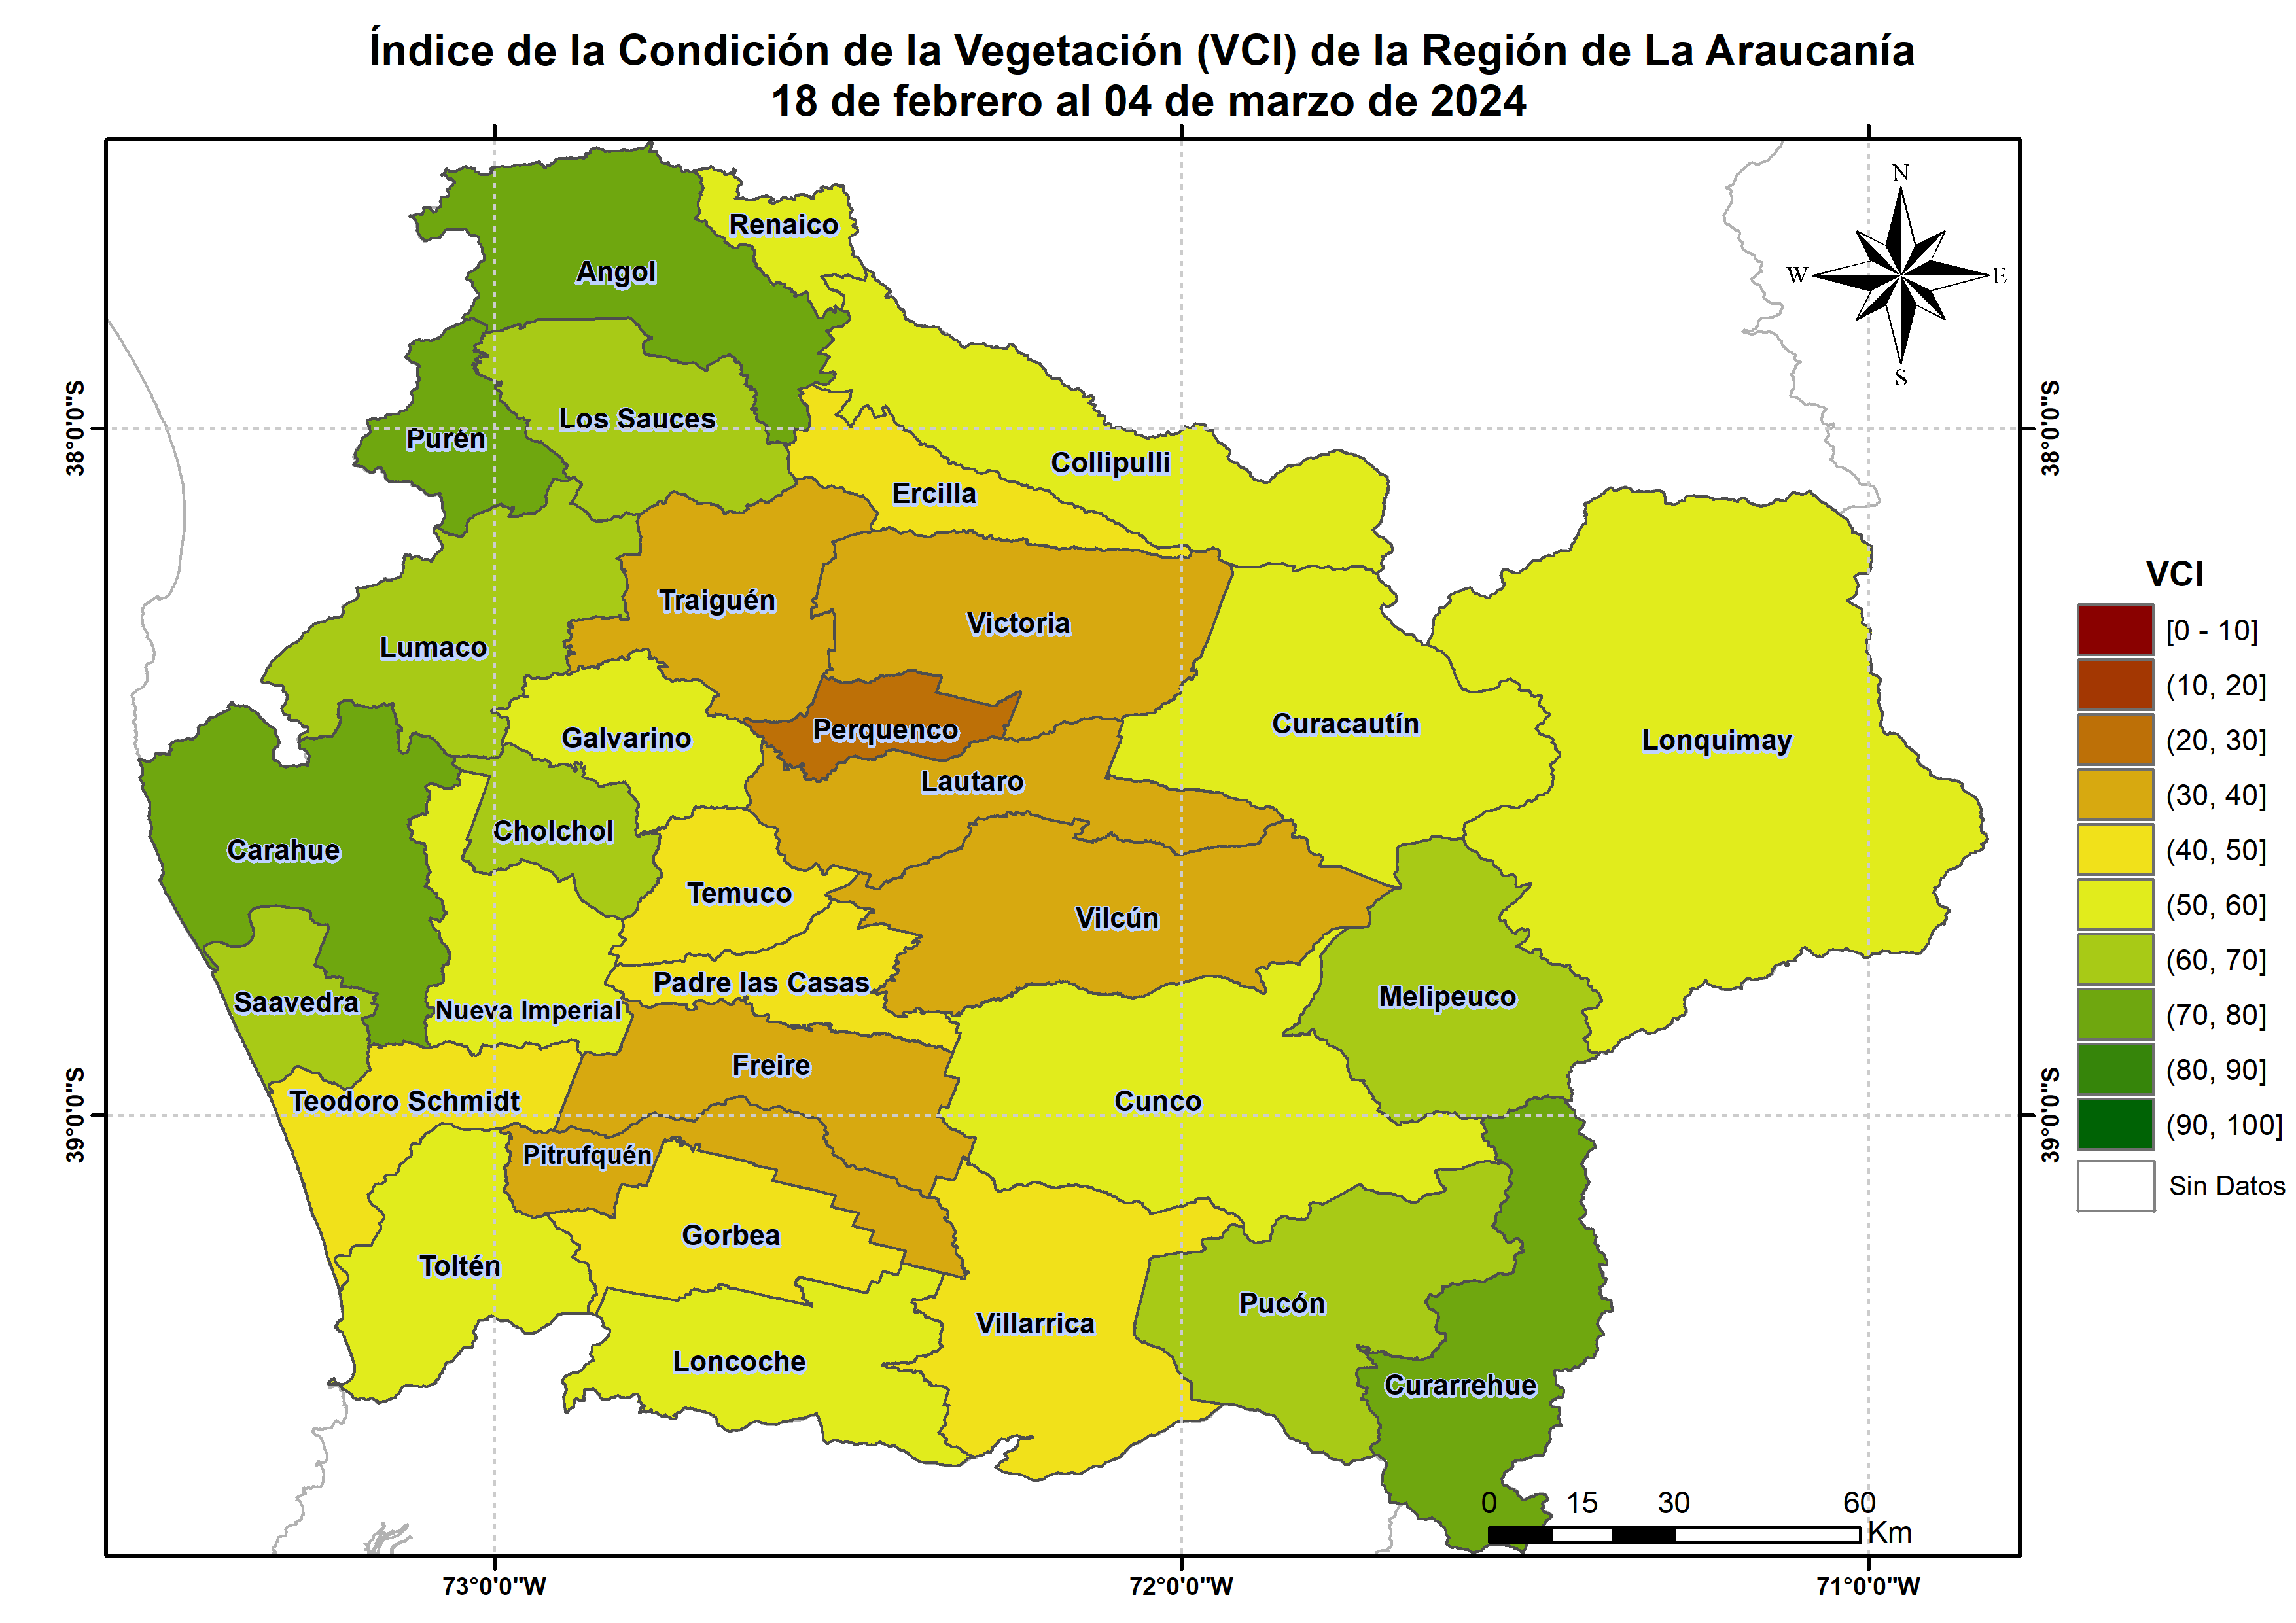 Índice de la Condición de la Vegetación (VCI) de la Región de La Araucanía
18 de febrero al 04 de marzo de 2024
N
W
E
S
Renaico
Angol
38°0'0"S
38°0'0"S
Los Sauces
Purén
Collipulli
Ercilla
Traiguén
Victoria
Lumaco
Perquenco
Galvarino
Curacautín
Lonquimay
Lautaro
Cholchol
Carahue
Temuco
Vilcún
Padre las Casas
Melipeuco
Saavedra
Nueva Imperial
Freire
Teodoro Schmidt
Cunco
39°0'0"S
39°0'0"S
Pitrufquén
Gorbea
Toltén
Pucón
Villarrica
Loncoche
Curarrehue
0 15 30 60
Km
73°0'0"W
72°0'0"W
71°0'0"W
VCI
[0 - 10]
(10, 20]
(20, 30]
(30, 40]
(40, 50]
(50, 60]
(60, 70]
(70, 80]
(80, 90]
(90, 100]
Sin Datos